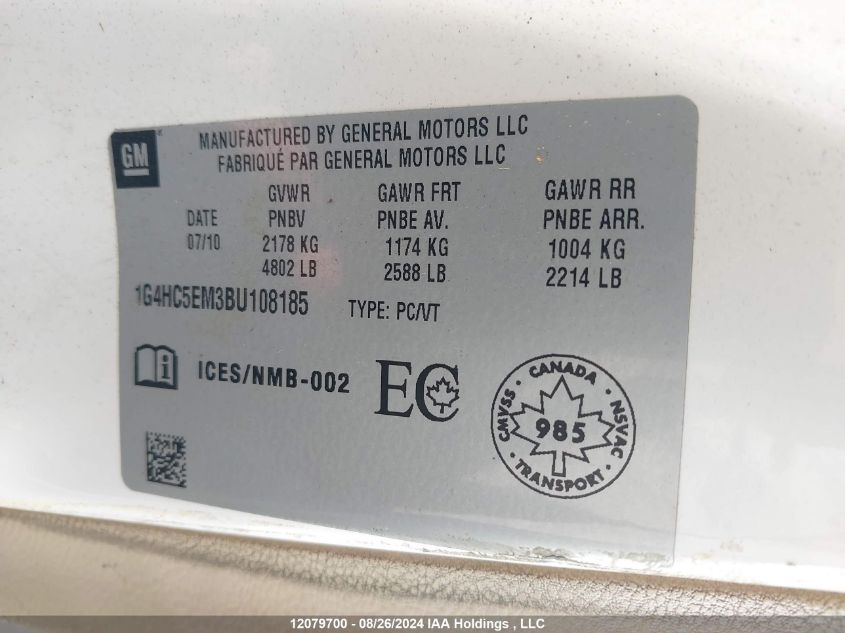 GM
MANUFACTURED BY GENERAL MOTORS LLC
FABRIQUÉ PAR GENERAL MOTORS LLC
GVWR GAWR FRT GAWR RR
DATE PNBV PNBE AV. PNBE ARR.
07/10 2178 KG 1174 KG 1004 KG
4802 LB 2588 LB 2214 LB
1G4HC5EM3BU108185 TYPE: PC/VT
i ICES/NMB-002 EC
CANADA
CMVSS 985 NSVAC
TRANSPORT
12079700 - 08/26/2024 IAA Holdings , LLC